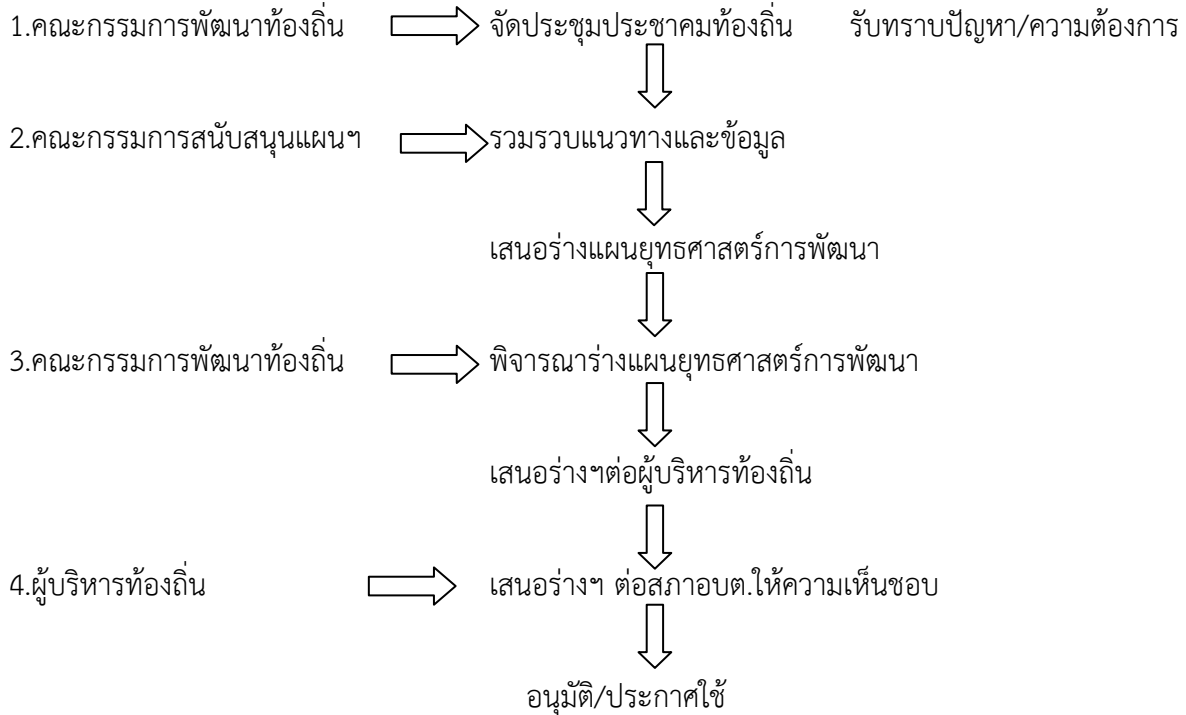 1.คณะกรรมการพัฒนาท้องถิ่น จัดประชุมประชาคมท้องถิ่น รับทราบปัญหา/ความต้องการ
2.คณะกรรมการสนับสนุนแผนฯ รวมรวบแนวทางและข้อมูล
เสนอร่างแผนยุทธศาสตร์การพัฒนา
3.คณะกรรมการพัฒนาท้องถิ่น พิจารณาร่างแผนยุทธศาสตร์การพัฒนา
เสนอร่างฯต่อผู้บริหารท้องถิ่น
4.ผู้บริหารท้องถิ่น เสนอร่างฯ ต่อสภาอบต.ให้ความเห็นชอบ
อนุมัติ/ประกาศใช้